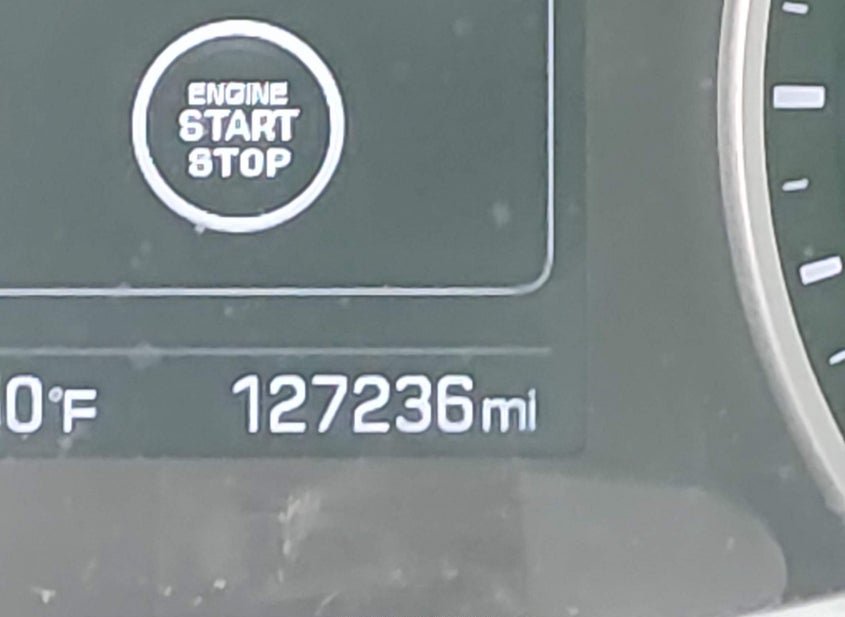 ENGINE
START
STOP
0°F 127236mi